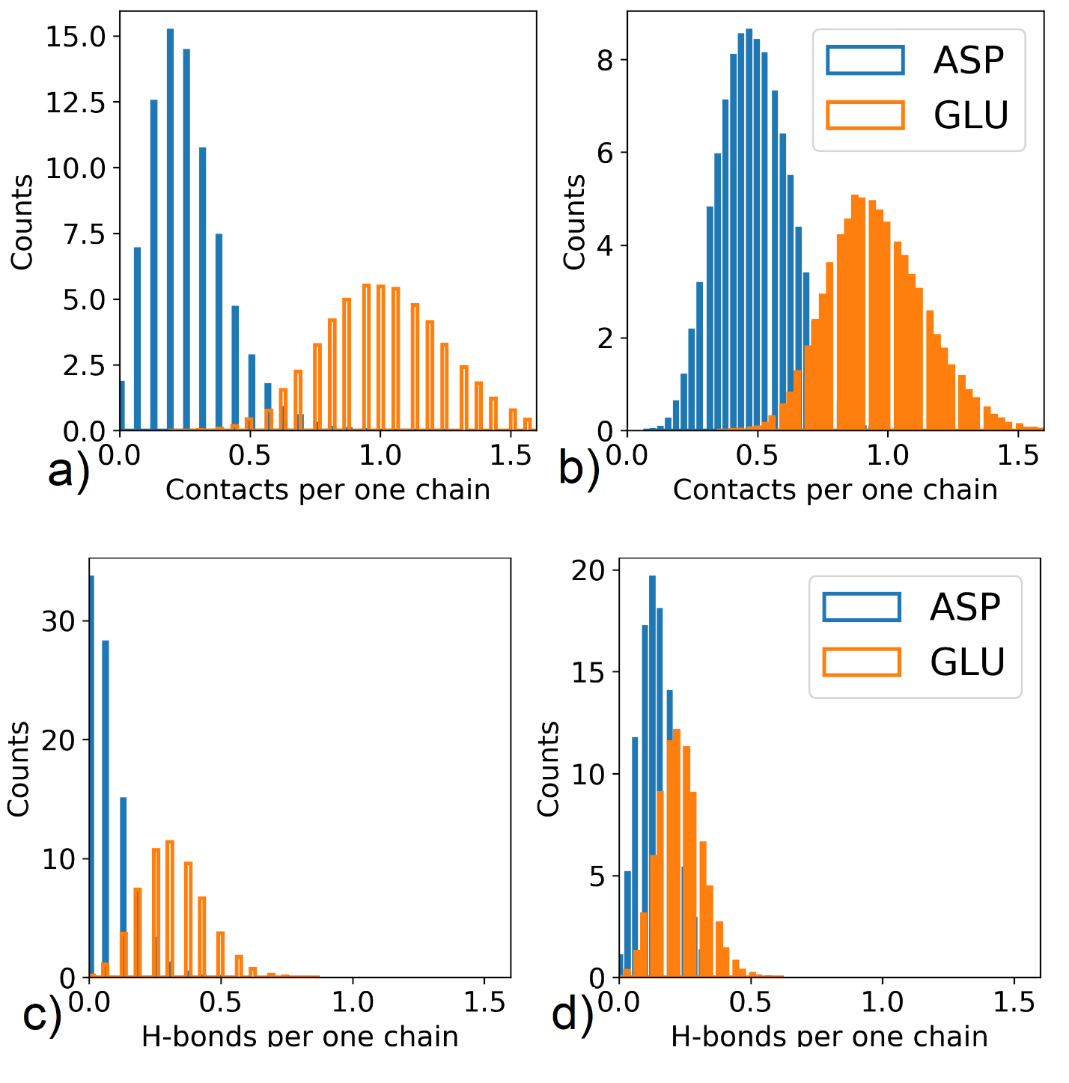 15.0
12.5
10.0
7.5
5.0
2.5
0.0
Counts
0.0 0.5 1.0 1.5
a)
Contacts per one chain
8
6
4
2
0
Counts
ASP
GLU
0.0 0.5 1.0 1.5
b)
Contacts per one chain
30
20
10
0
Counts
0.0 0.5 1.0 1.5
c)
H-bonds per one chain
20
15
10
5
0
Counts
ASP
GLU
0.0 0.5 1.0 1.5
d)
H-bonds per one chain